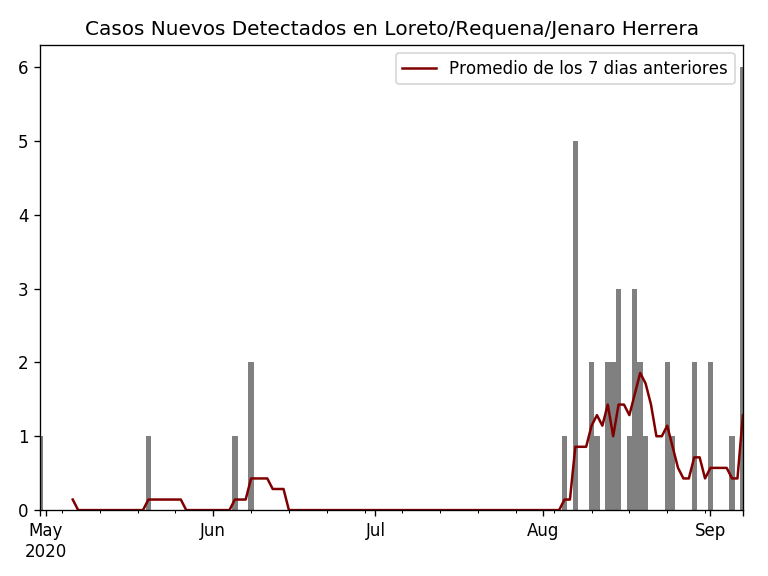 Casos Nuevos Detectados en Loreto/Requena/Jenaro Herrera
Promedio de los 7 dias anteriores
6
5
4
3
2
1
0
May Jun Jul Aug Sep
2020